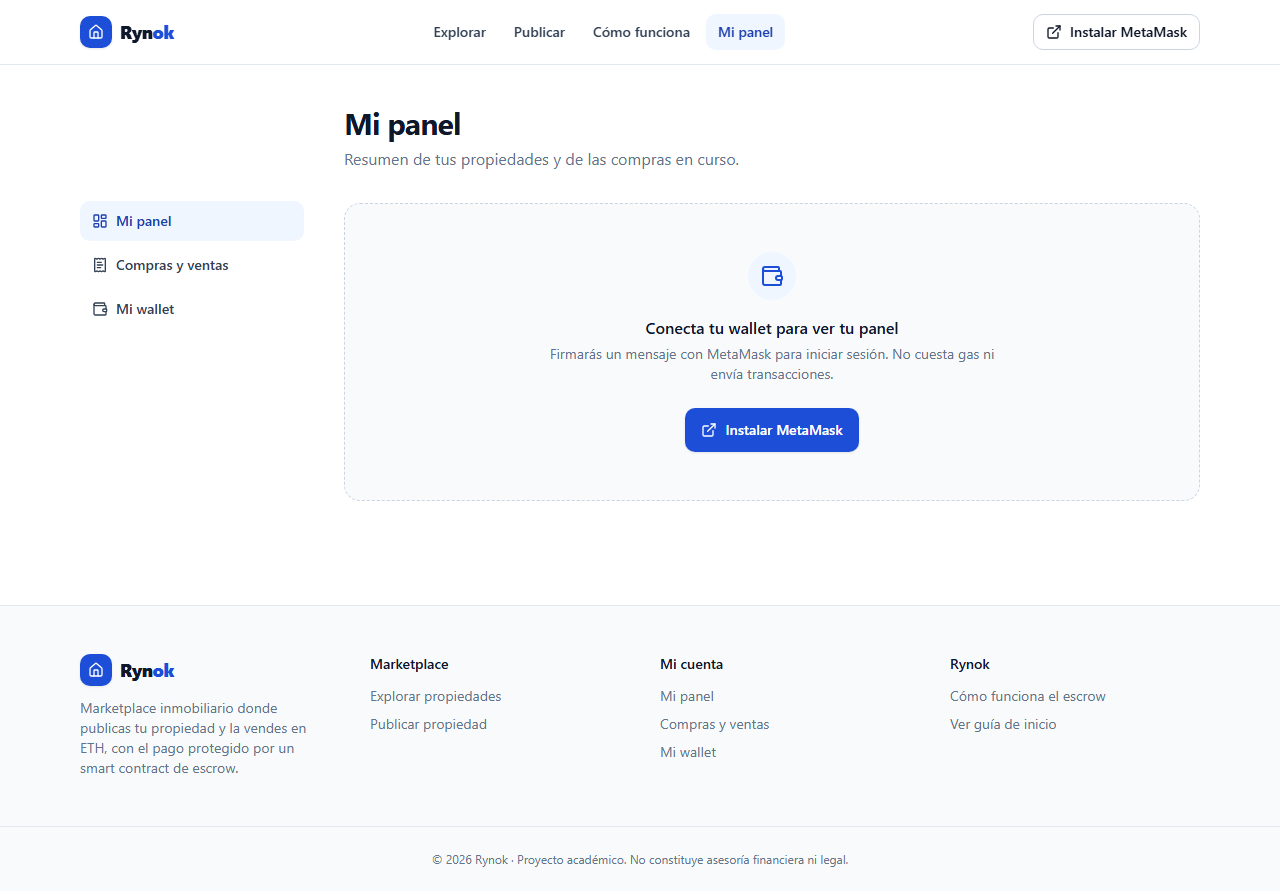 Rynok
Explorar
Publicar
Cómo funciona
Mi panel
Instalar MetaMask
Mi panel
Resumen de tus propiedades y de las compras en curso.
Mi panel
Compras y ventas
Mi wallet
Conecta tu wallet para ver tu panel
Firmarás un mensaje con MetaMask para iniciar sesión. No cuesta gas ni
envía transacciones.
Instalar MetaMask
Rynok
Marketplace inmobiliario donde
publicas tu propiedad y la vendes en
ETH, con el pago protegido por un
smart contract de escrow.
Marketplace
Explorar propiedades
Publicar propiedad
Mi cuenta
Mi panel
Compras y ventas
Mi wallet
Rynok
Cómo funciona el escrow
Ver guía de inicio
© 2026 Rynok · Proyecto académico. No constituye asesoría financiera ni legal.